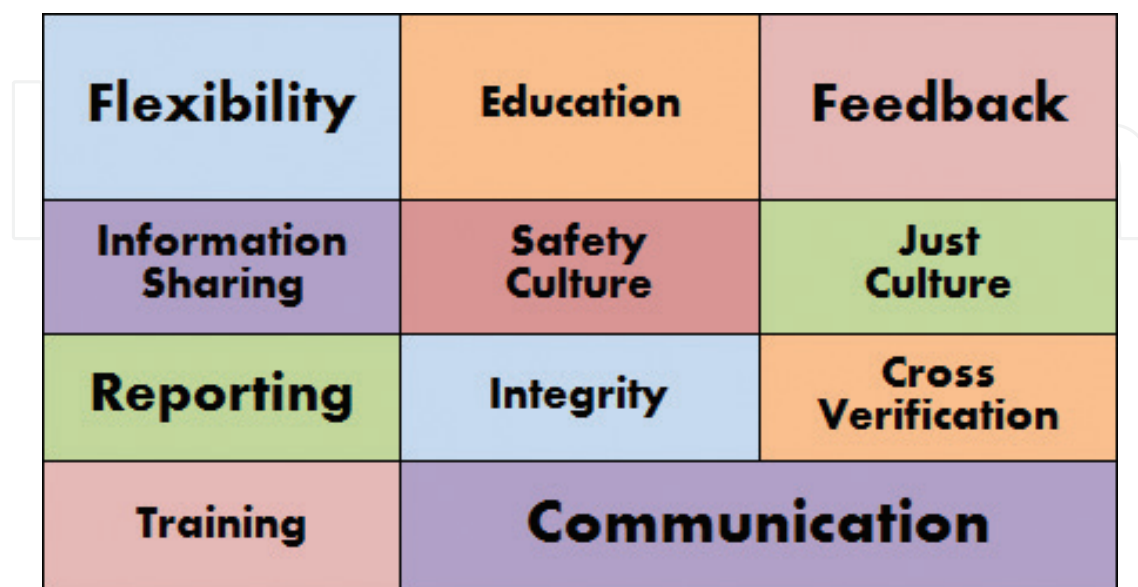 Flexibility
Education
Feedback
Information
Sharing
Safety
Culture
Just
Culture
Reporting
Integrity
Cross
Verification
Training
Communication